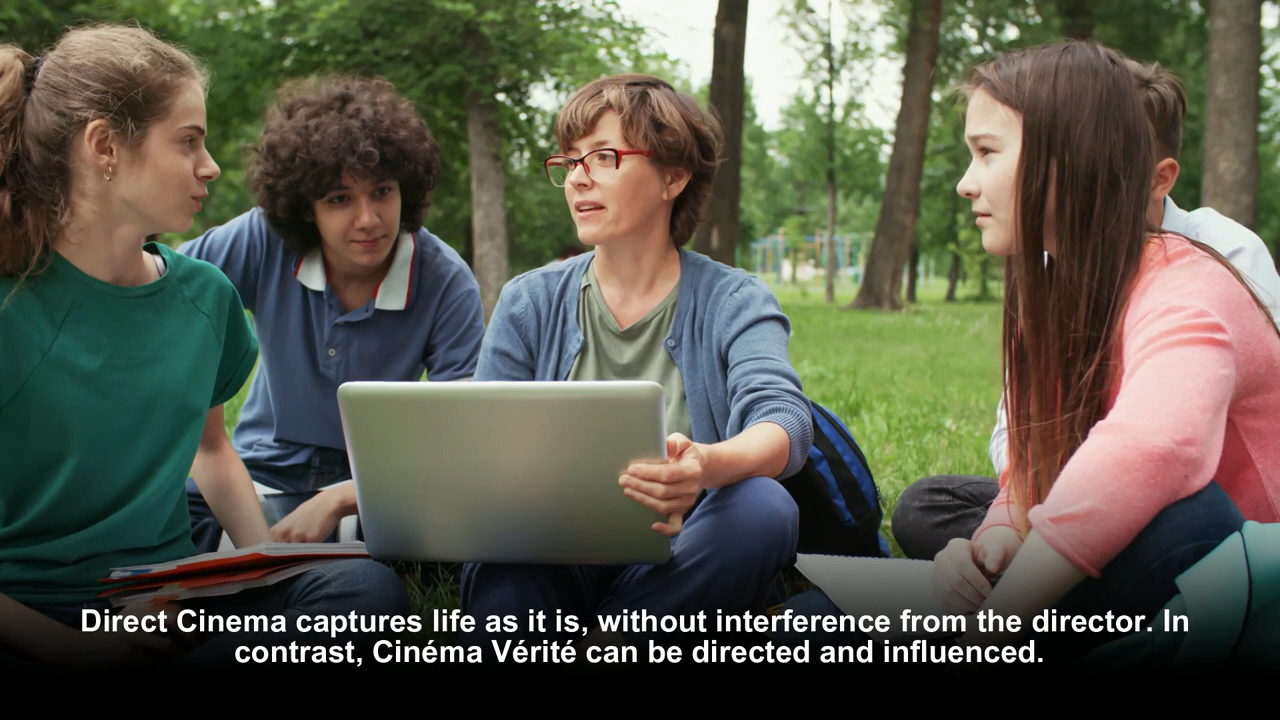 Direct Cinema captures life as it is, without interference from the director. In
contrast, Cinéma Vérité can be directed and influenced.